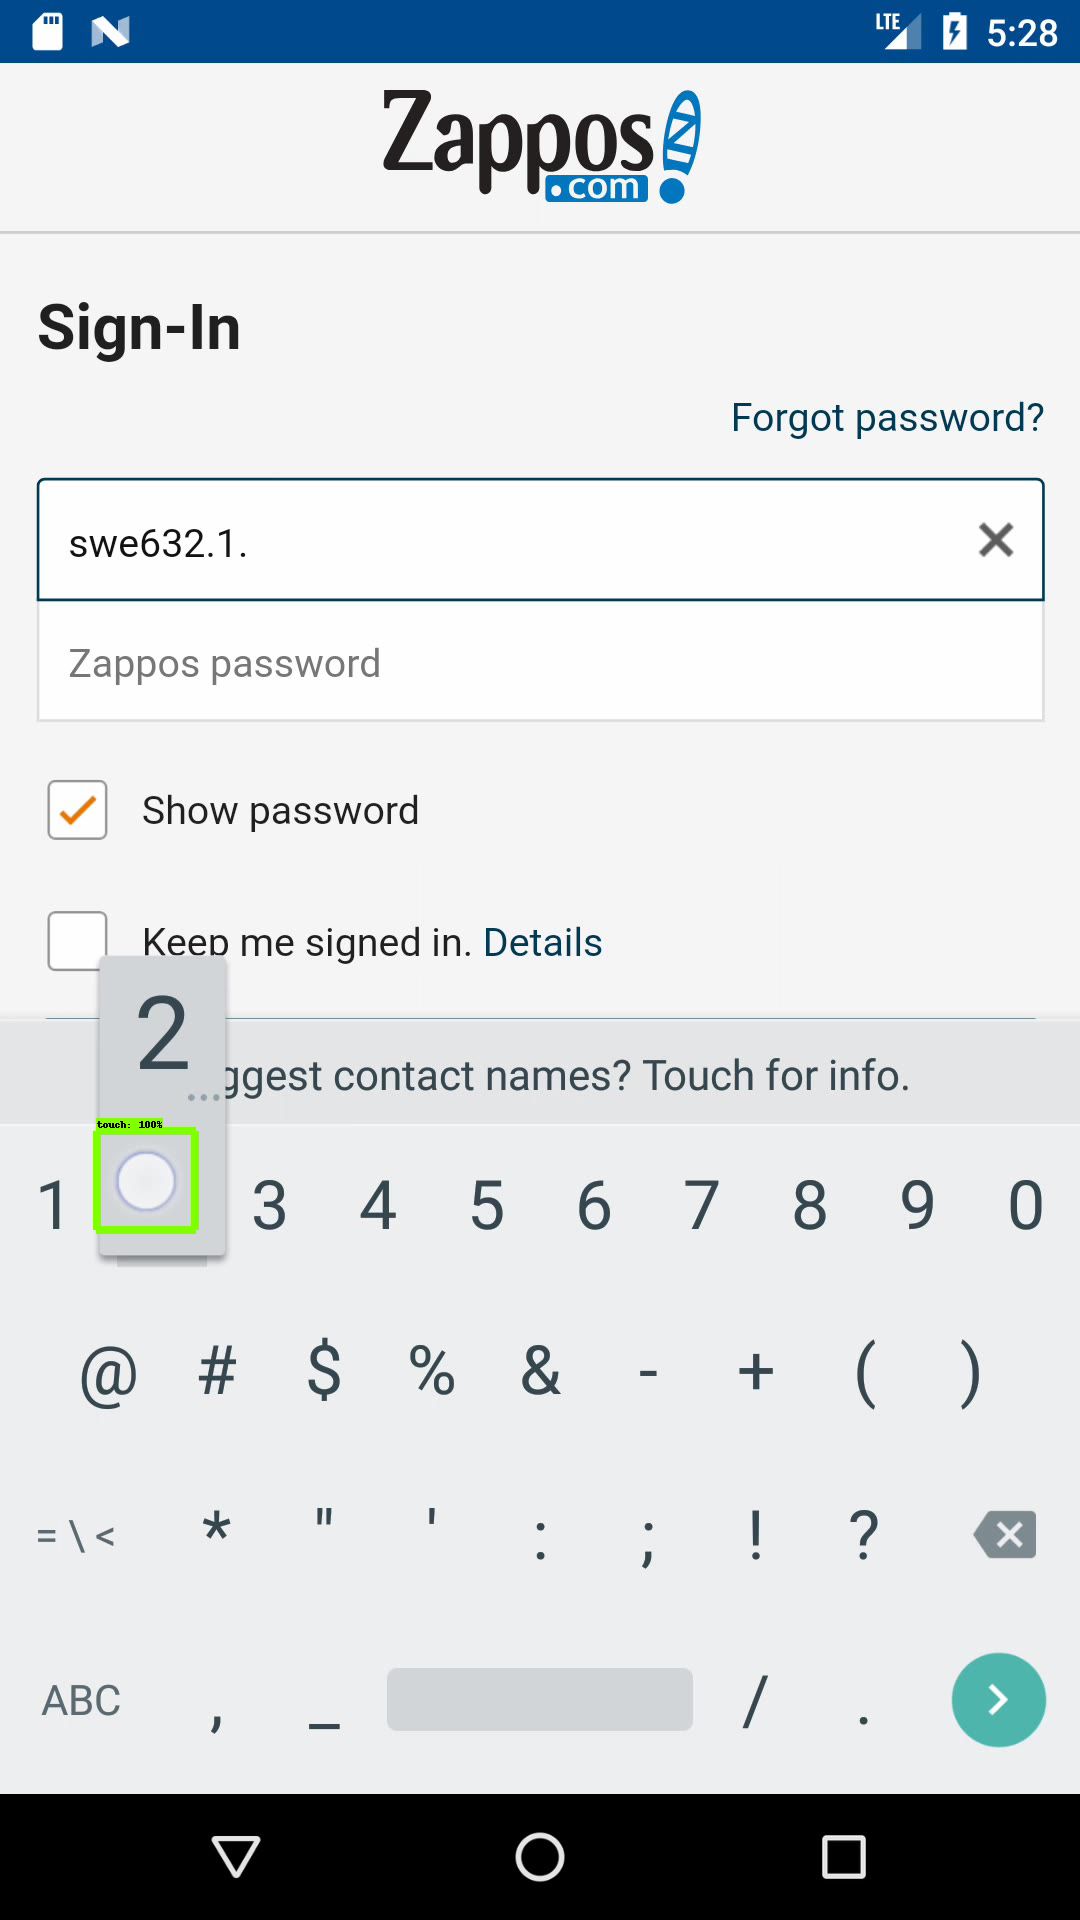 LTE 5:28
Zappos
.com
Sign-In
Forgot password?
swe632.1.
Zappos password
Show password
Keep me signed in. Details
2
...ggest contact names? Touch for info.
touch: 100%
1 3 4 5 6 7 8 9 0
@ # $ % & - + ( )
= \ < * " ' : ; ! ?
ABC , _ / .